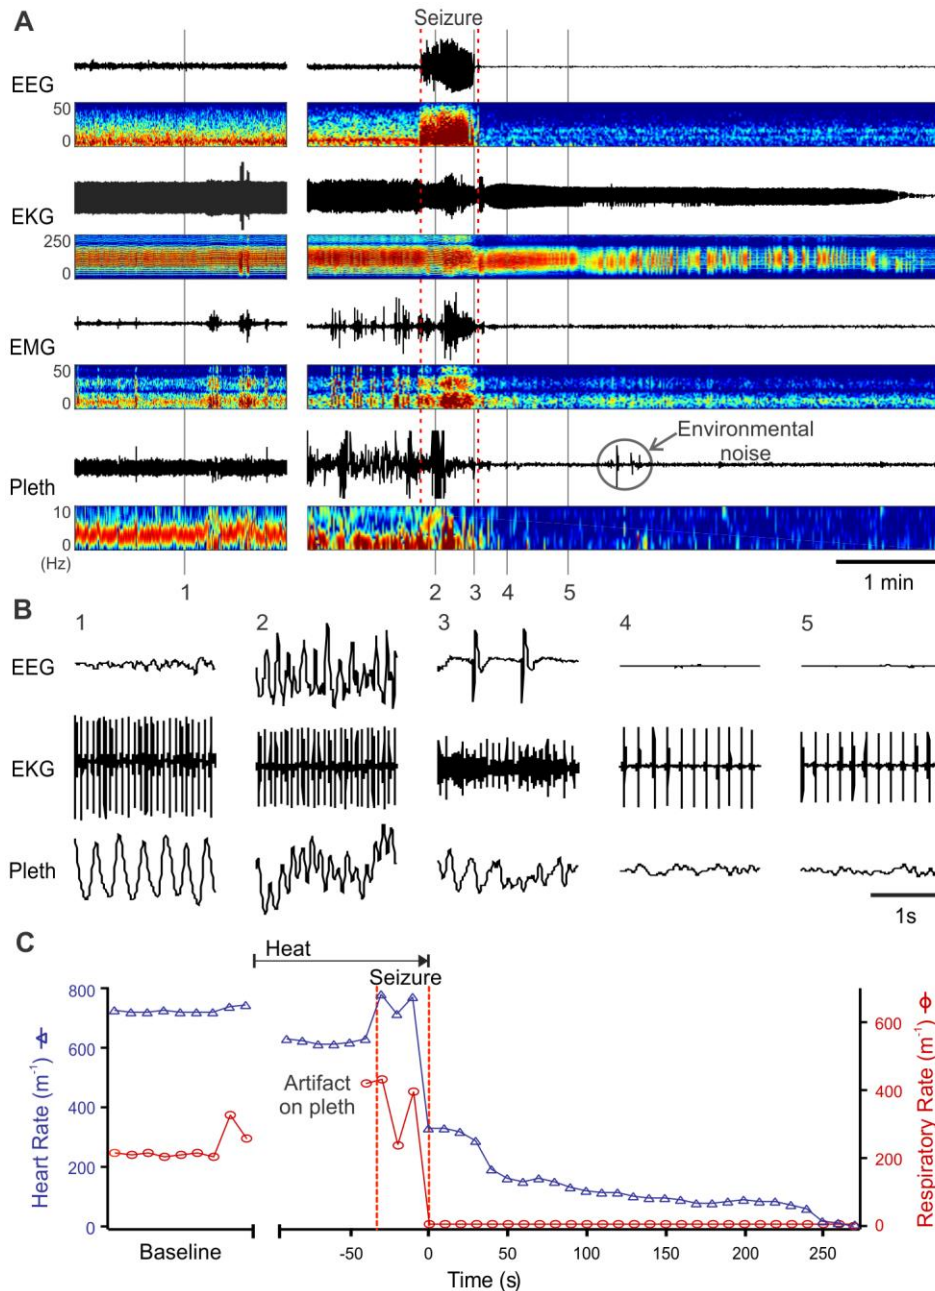 A
Seizure
EEG
50
0
EKG
250
0
EMG
50
0
Environmental
noise
Pleth
10
0
(Hz)
1 min
1 2 3 4 5
B
1 2 3 4 5
EEG
EKG
Pleth
1s
C
Heat
Seizure
800
600
400
200
0
Heart Rate (m⁻¹)
Artifact
on pleth
600
400
200
0
Respiratory Rate (m⁻¹)
Baseline
-50 0 50 100 150 200 250
Time (s)